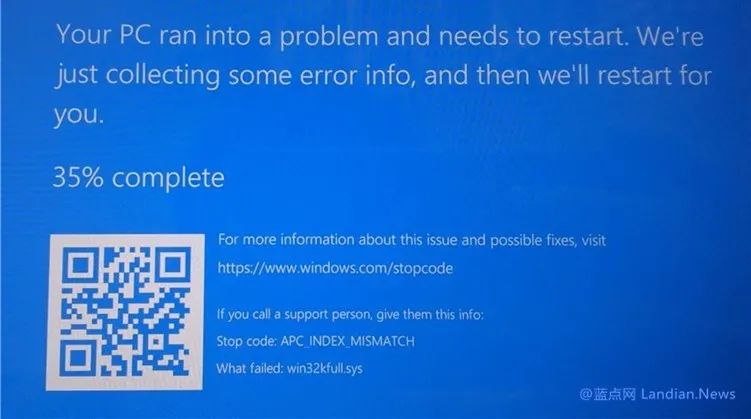 Your PC ran into a problem and needs to restart. We're
just collecting some error info, and then we'll restart for
you.
35% complete
For more information about this issue and possible fixes, visit
https://www.windows.com/stopcode
If you call a support person, give them this info:
Stop code: APC_INDEX_MISMATCH
What failed: win32kfull.sys
@蓝点网 Landian.News